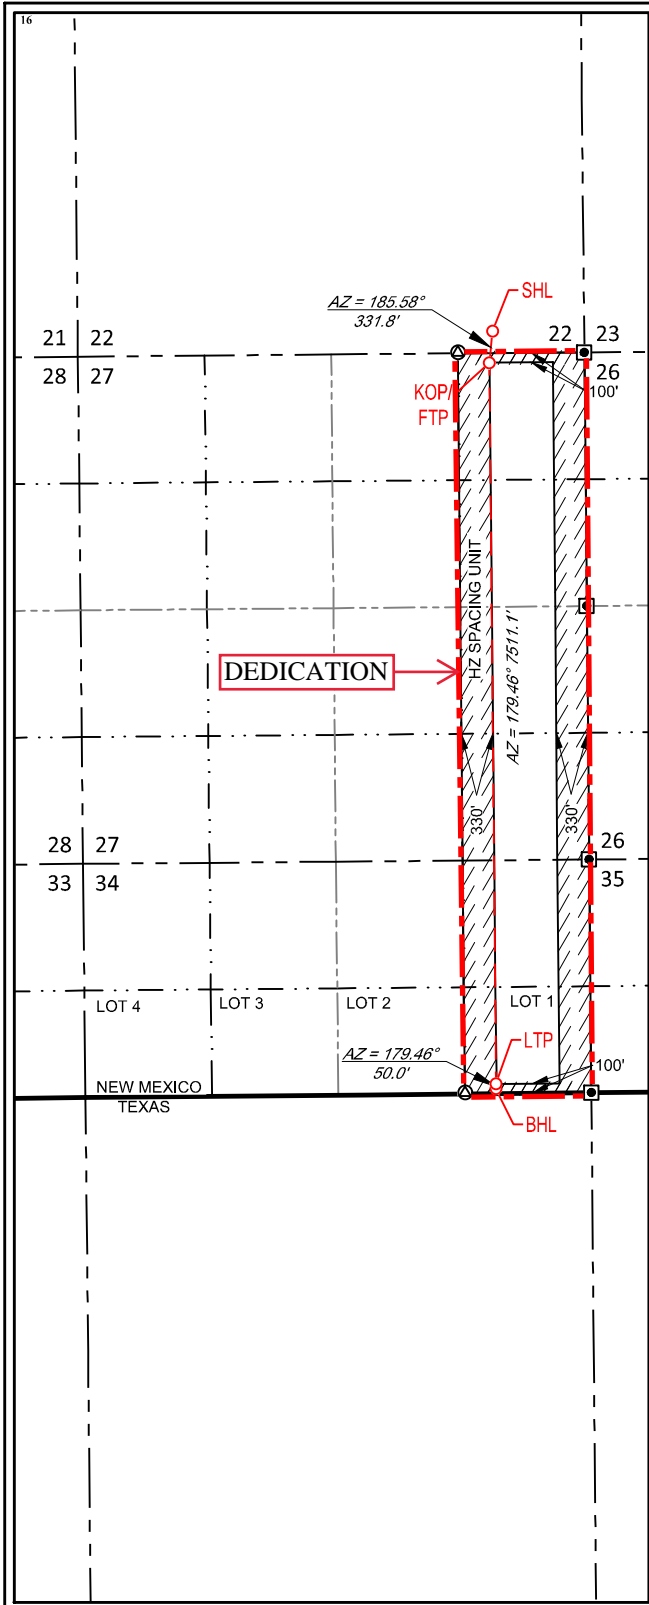 16
SHL
AZ = 185.58°
331.8'
21 22
22 23
28 27
26
KOP/
FTP
100'
HZ SPACING UNIT
AZ = 179.46° 7511.1'
DEDICATION
330'
330'
28 27
26
33 34
35
LOT 4
LOT 3
LOT 2
LOT 1
LTP
AZ = 179.46°
50.0'
100'
NEW MEXICO
TEXAS
BHL